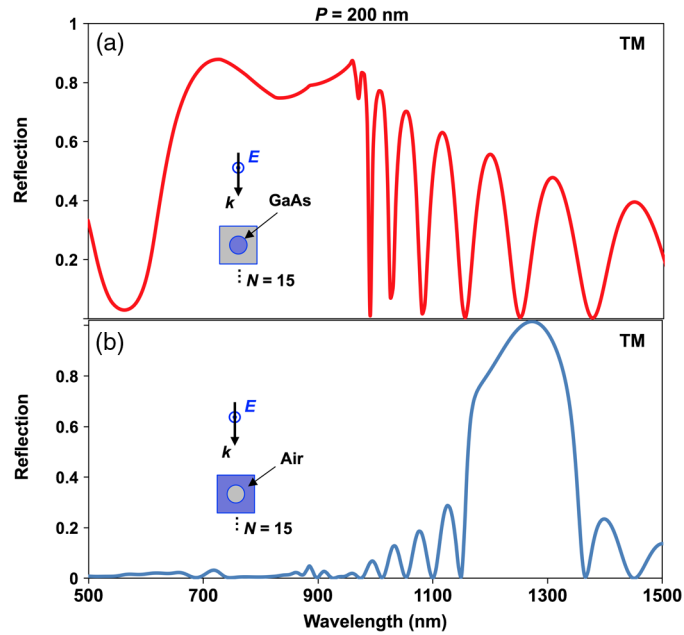 P = 200 nm
(a)
TM
1
0.8
0.6
0.4
0.2
Reflection
E
k
GaAs
N = 15
(b)
TM
0.8
0.6
0.4
0.2
0
Reflection
E
k
Air
N = 15
500 700 900 1100 1300 1500
Wavelength (nm)